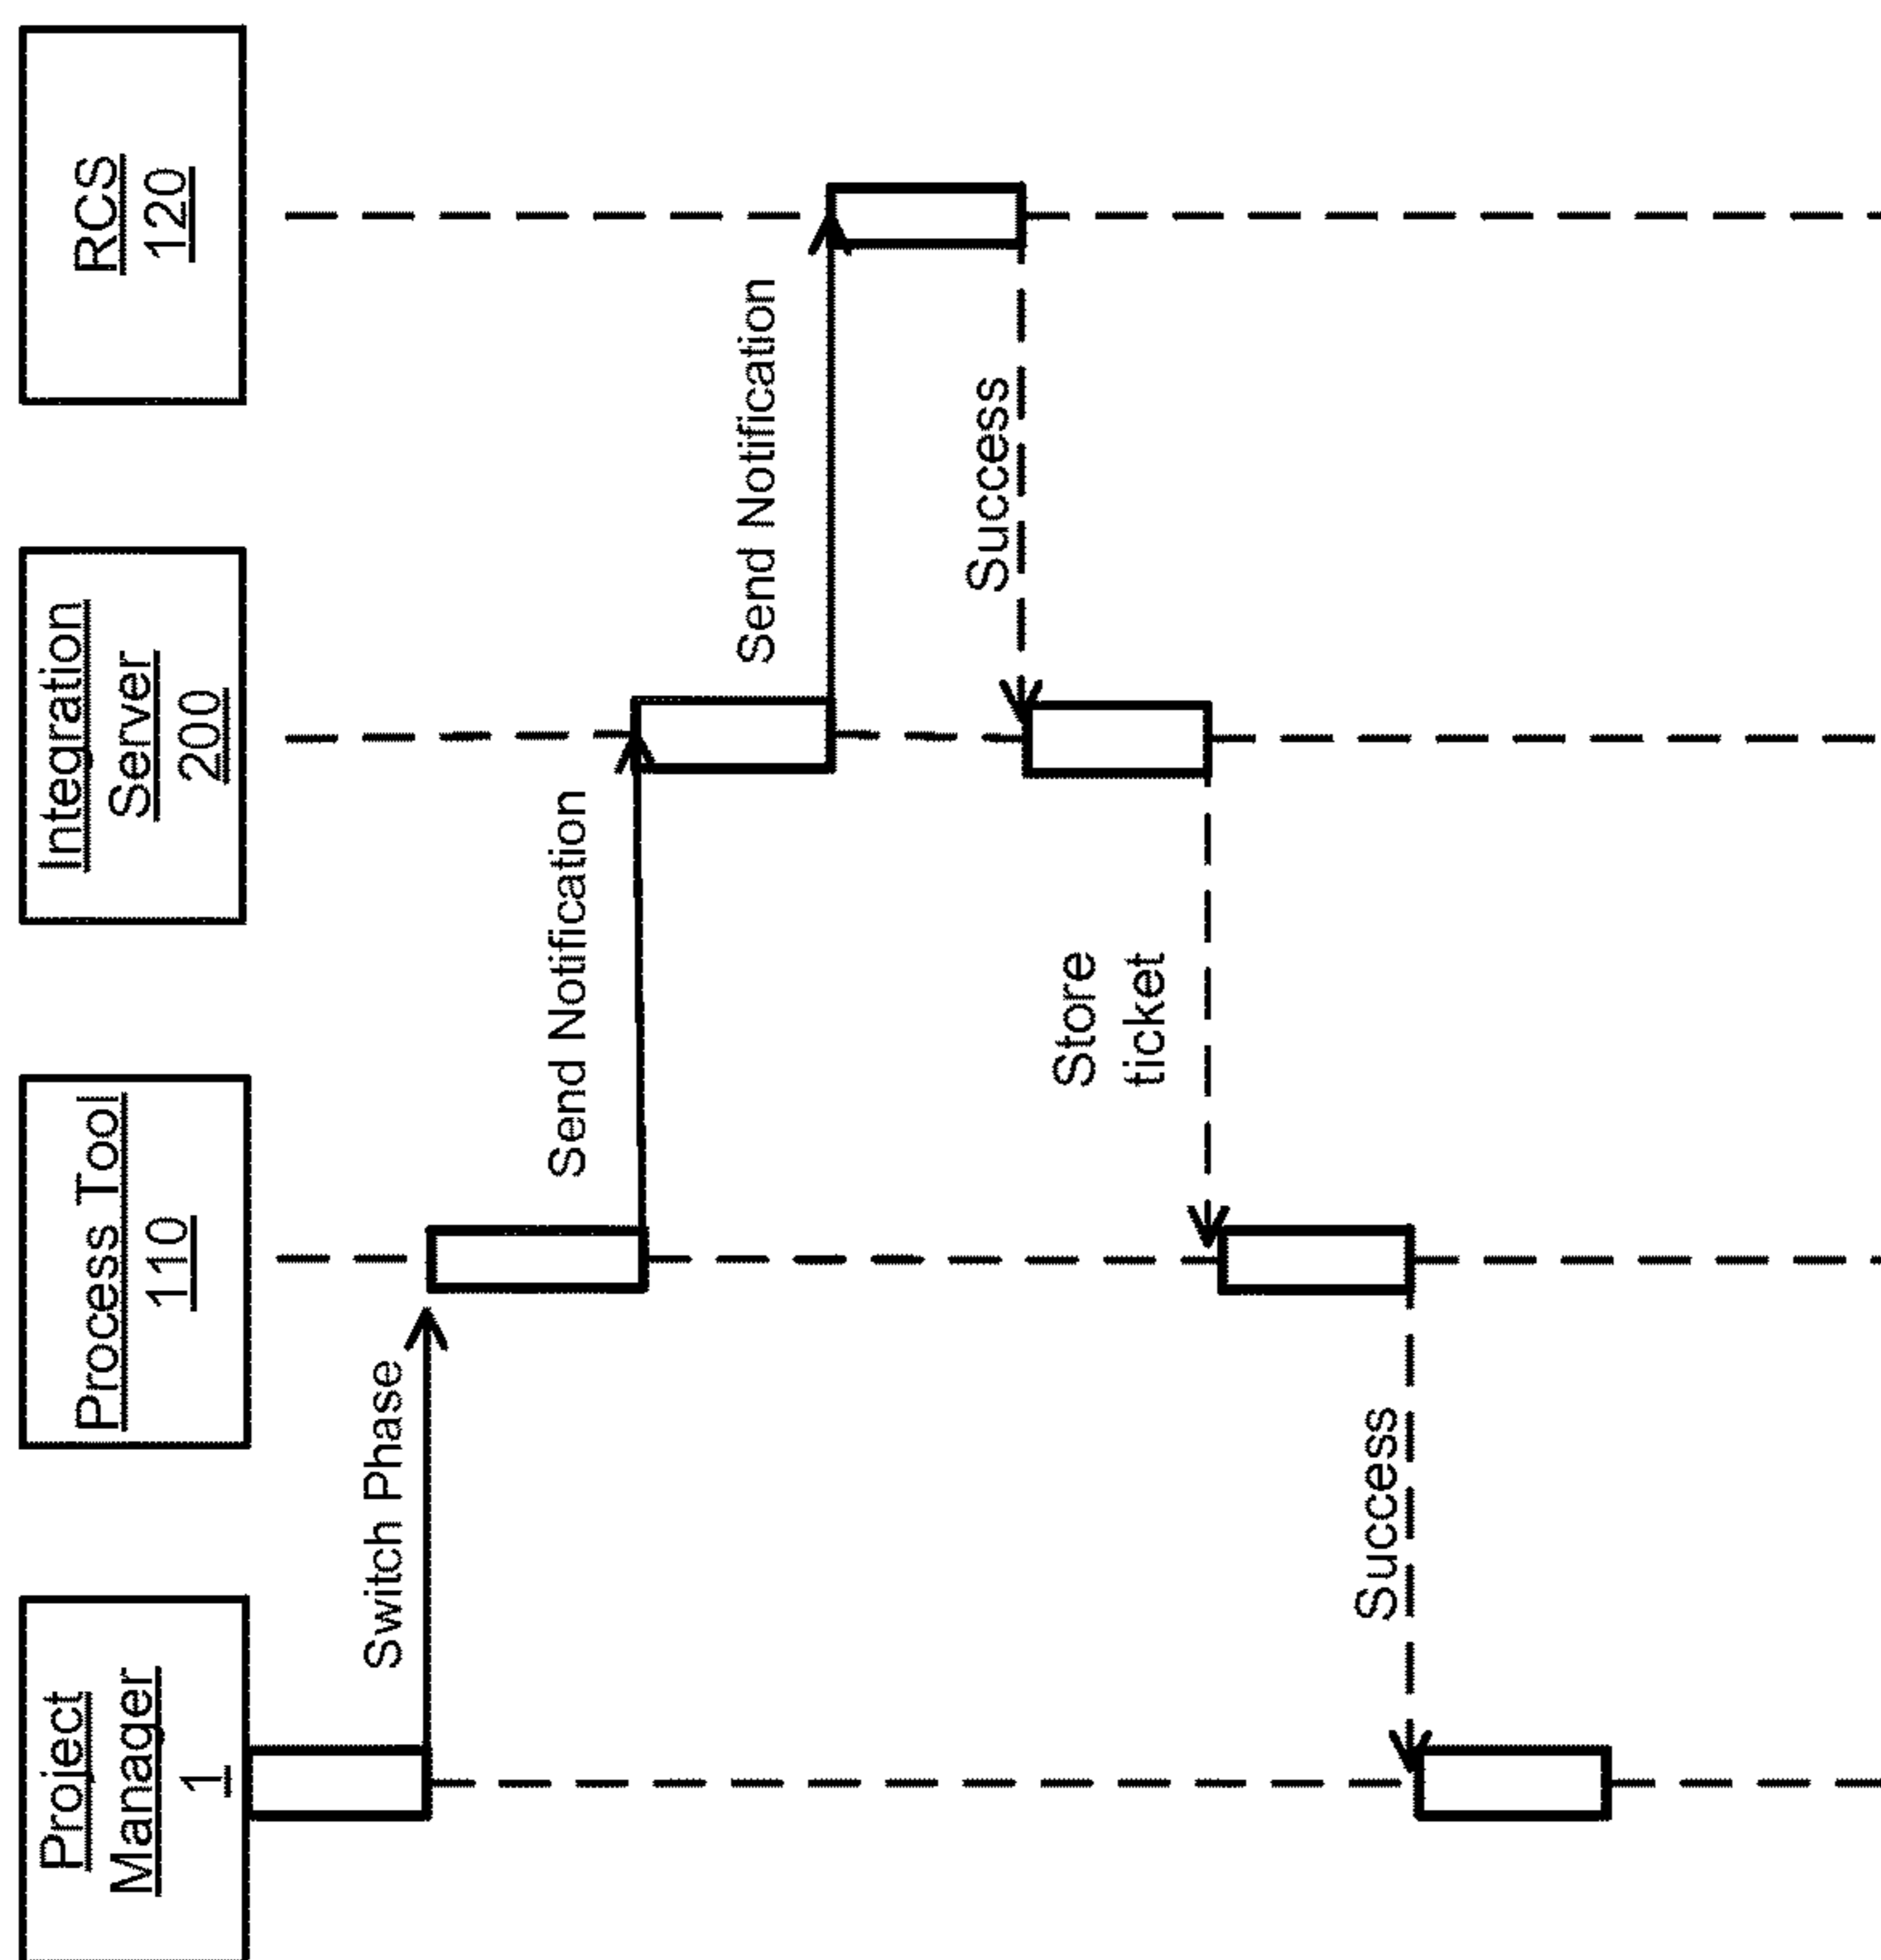 Project
Manager
1
Process Tool
110
Integration
Server
200
RCS
120
Switch Phase
Send Notification
Send Notification
Success
Store
ticket
Success